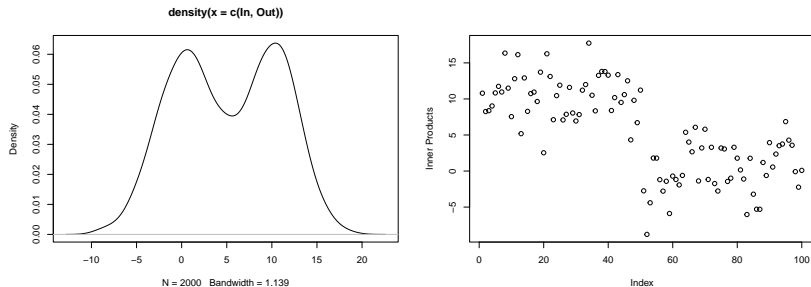 density(x = c(In, Out))
Density
0.00 0.01 0.02 0.03 0.04 0.05 0.06
−10 −5 0 5 10 15 20
N = 2000 Bandwidth = 1.139
Inner Products
−5 0 5 10 15
0 20 40 60 80 100
Index